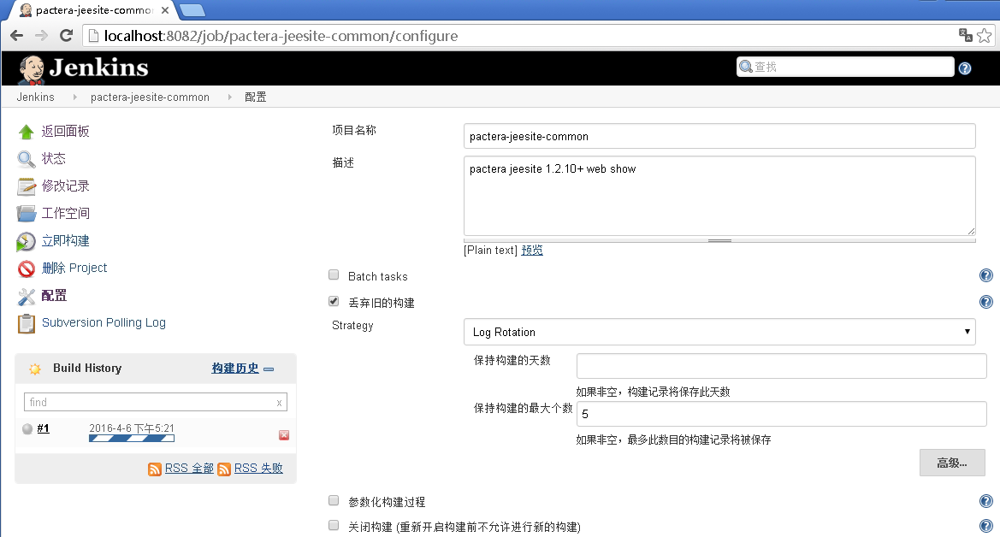 pactera-jeesite-common
localhost:8082/job/pactera-jeesite-common/configure
Jenkins
查找
Jenkins
pactera-jeesite-common
配置
返回面板
状态
修改记录
工作空间
立即构建
删除 Project
配置
Subversion Polling Log
Build History 构建历史
find x
#1 2016-4-6 下午5:21
RSS 全部 RSS 失败
项目名称 pactera-jeesite-common
描述 pactera jeesite 1.2.10+ web show
[Plain text] 预览
Batch tasks
丢弃旧的构建
Strategy Log Rotation
保持构建的天数
如果非空，构建记录将保存此天数
保持构建的最大个数 5
如果非空，最多此数目的构建记录将被保存
高级...
参数化构建过程
关闭构建 (重新开启构建前不允许进行新的构建)